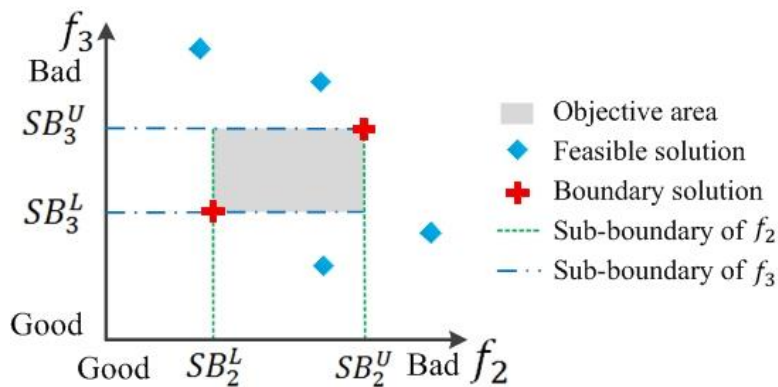 f₃
Bad
SB₃ᵁ
SB₃ᴸ
Good
Good SB₂ᴸ SB₂ᵁ Bad f₂
Objective area
Feasible solution
Boundary solution
Sub-boundary of f₂
Sub-boundary of f₃